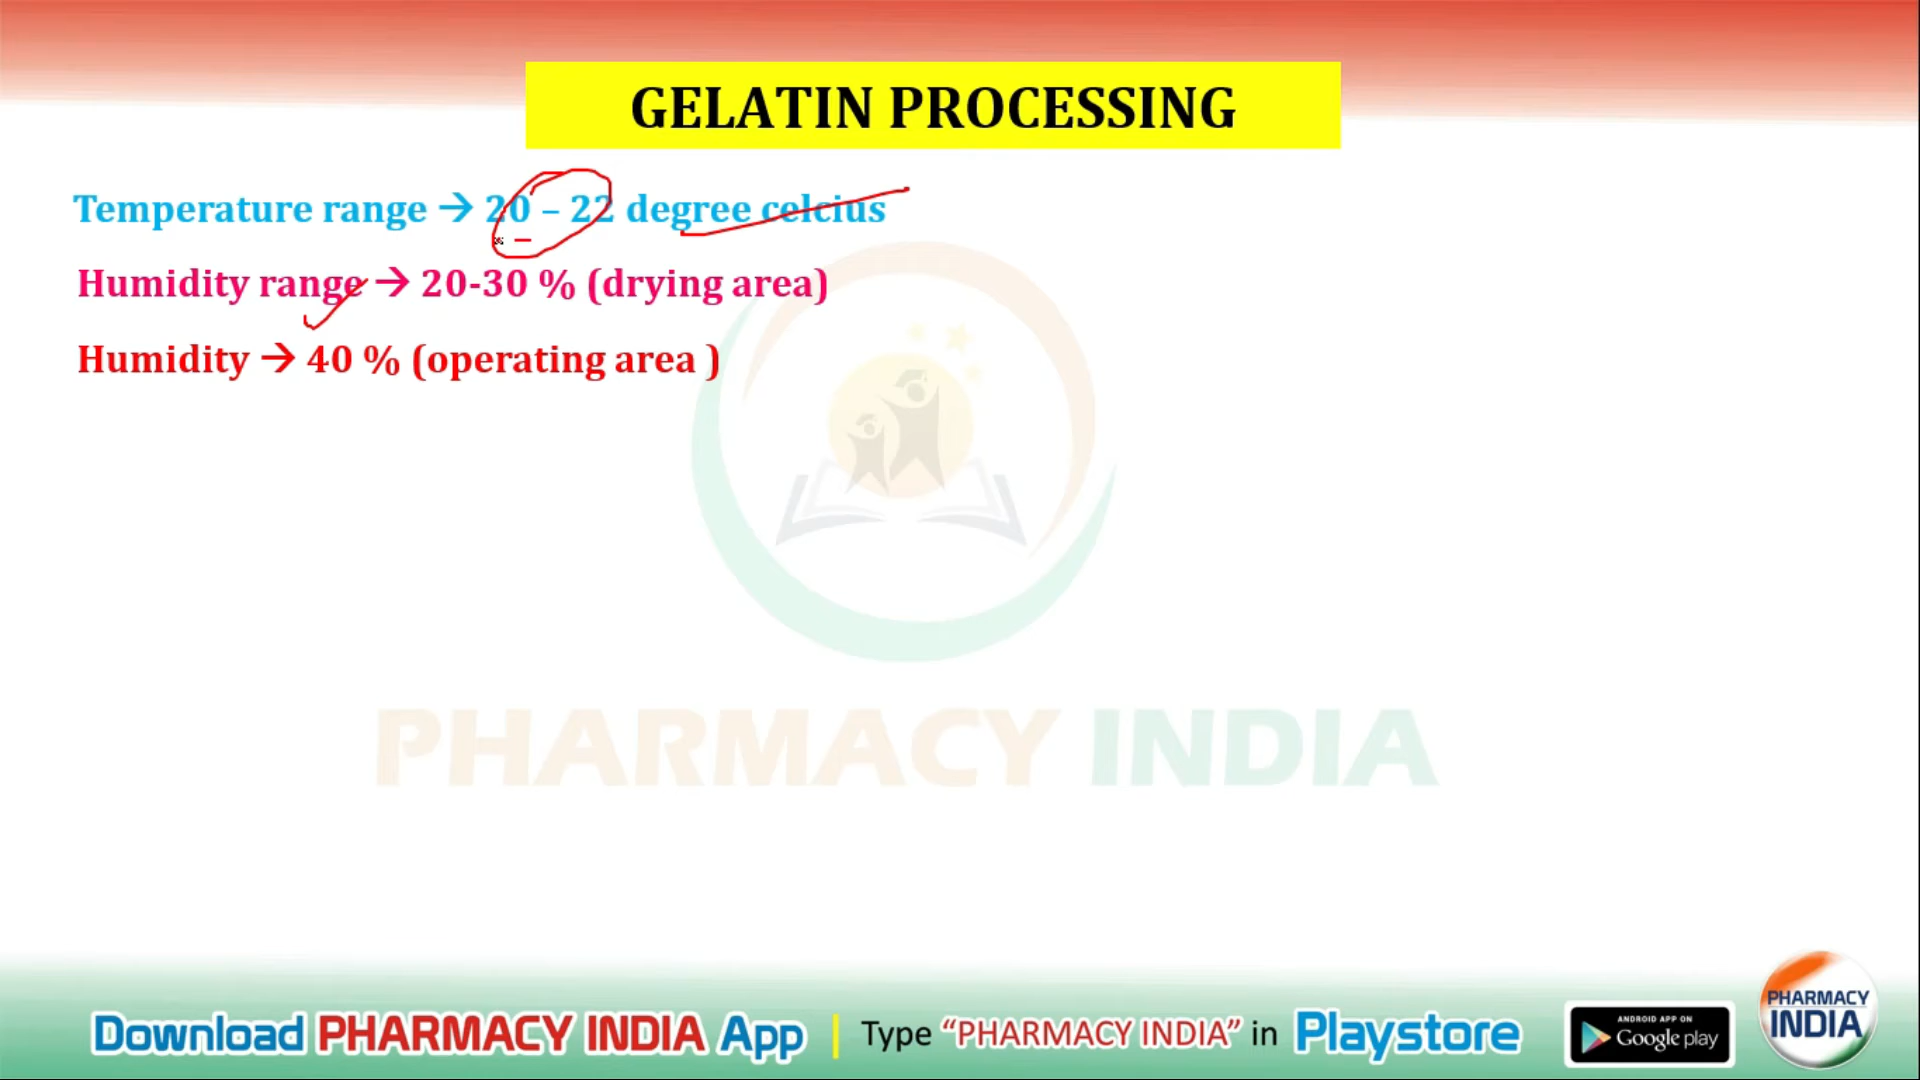 GELATIN PROCESSING
Temperature range → 20 – 22 degree celcius
Humidity range → 20-30 % (drying area)
Humidity → 40 % (operating area )
PHARMACY INDIA
Download PHARMACY INDIA App | Type “PHARMACY INDIA” in Playstore
ANDROID APP ON
Google play
PHARMACY
INDIA